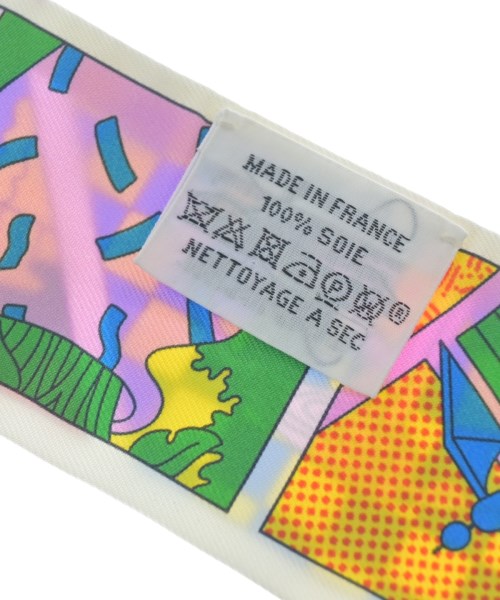 MADE IN FRANCE
100% SOIE
®
NETTOYAGE A SEC